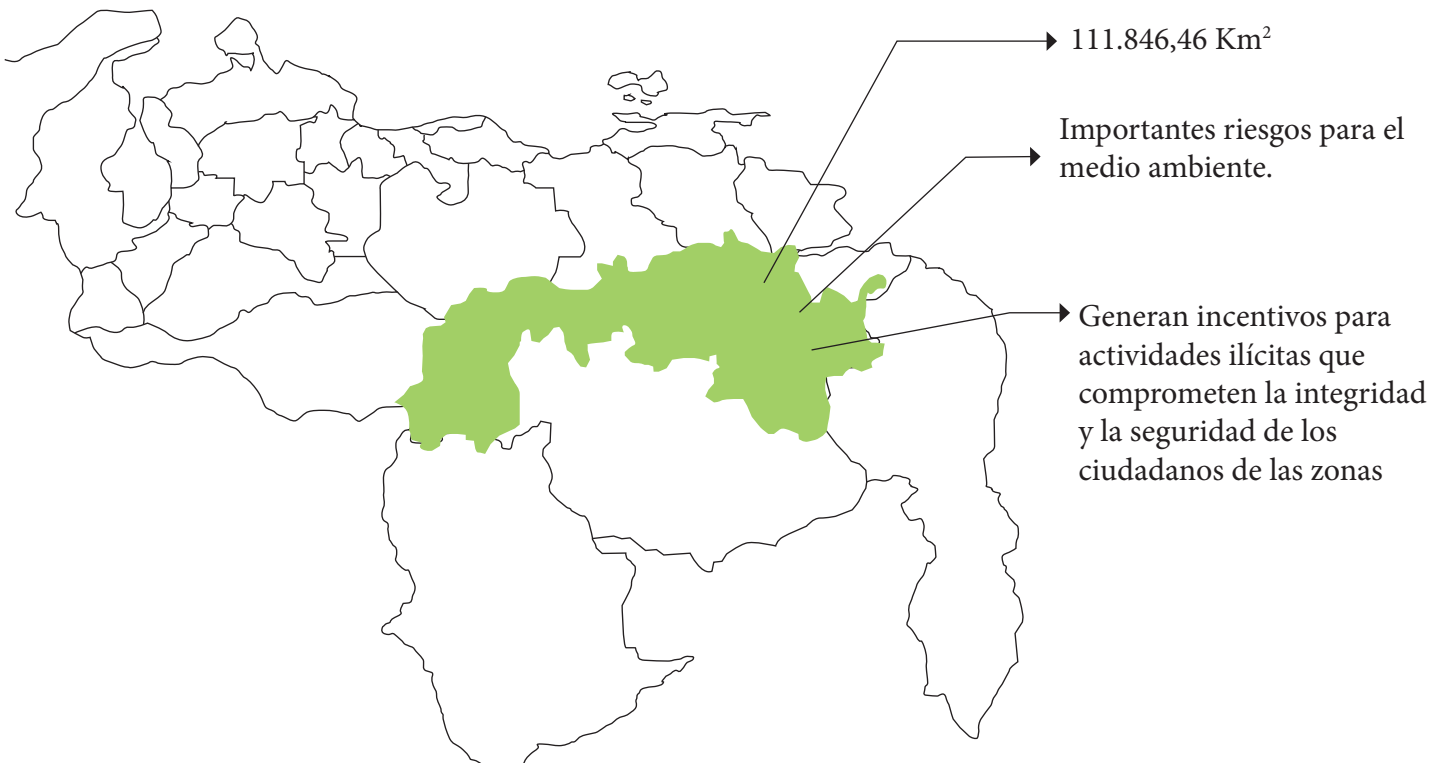 111.846,46 Km²
Importantes riesgos para el
medio ambiente.
Generan incentivos para
actividades ilícitas que
comprometen la integridad
y la seguridad de los
ciudadanos de las zonas